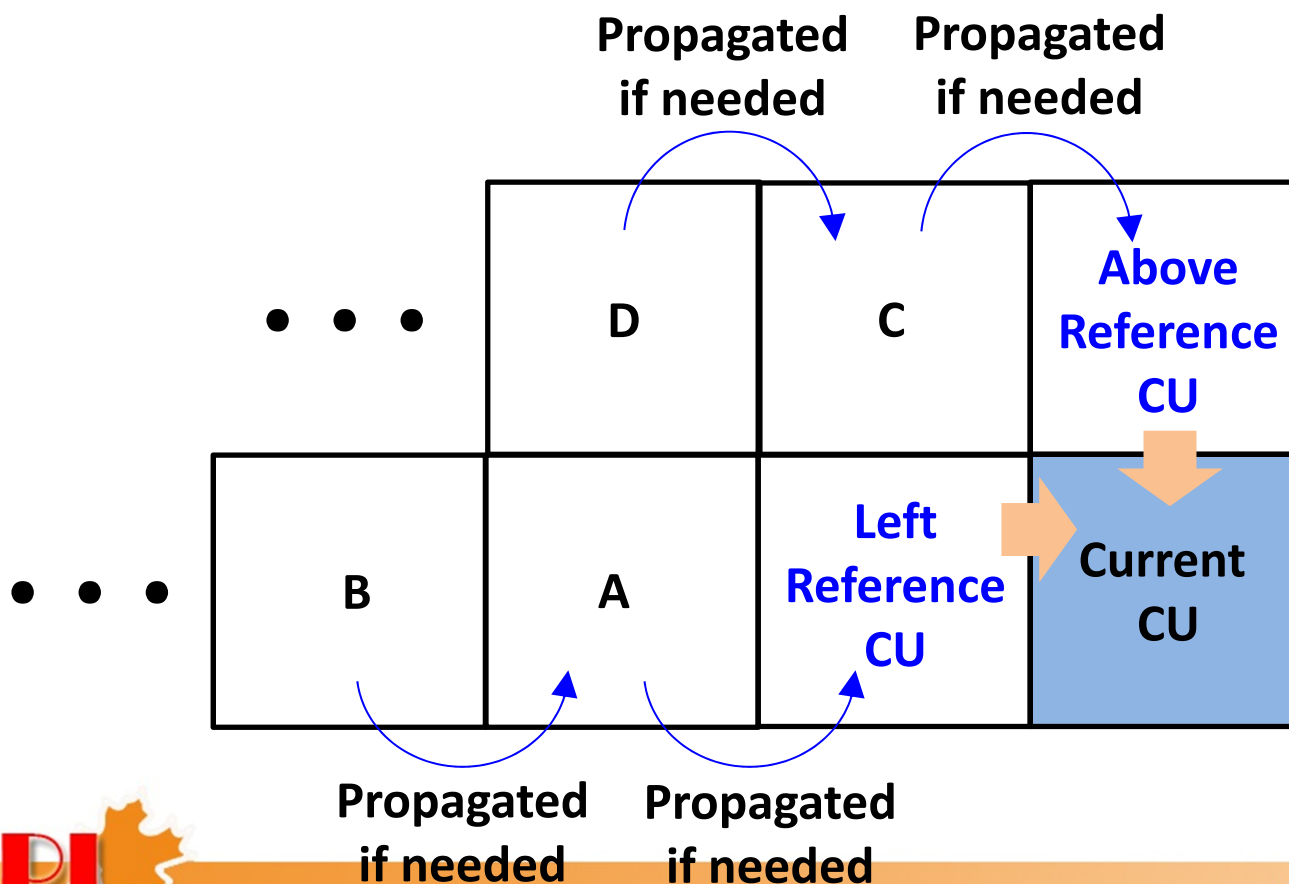 Propagated
if needed
Propagated
if needed
D
C
Above
Reference
CU
B
A
Left
Reference
CU
Current
CU
Propagated
if needed
Propagated
if needed